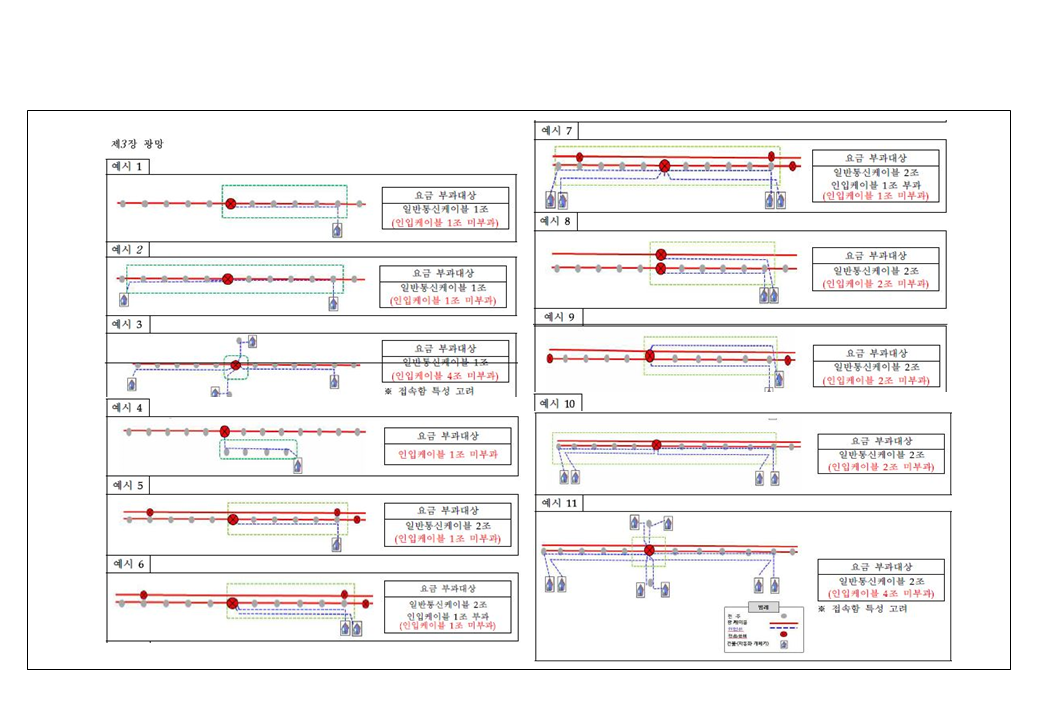 제3장 광망
예시 1
요금 부과대상
일반통신케이블 1조
(인입케이블 1조 미부과)
예시 2
요금 부과대상
일반통신케이블 1조
(인입케이블 1조 미부과)
예시 3
요금 부과대상
일반통신케이블 1조
(인입케이블 4조 미부과)
※ 접속함 특성 고려
예시 4
요금 부과대상
인입케이블 1조 미부과
예시 5
요금 부과대상
일반통신케이블 2조
(인입케이블 1조 미부과)
예시 6
요금 부과대상
일반통신케이블 2조
인입케이블 1조 부과
(인입케이블 1조 미부과)
예시 7
요금 부과대상
일반통신케이블 2조
인입케이블 1조 부과
(인입케이블 1조 미부과)
예시 8
요금 부과대상
일반통신케이블 2조
(인입케이블 2조 미부과)
예시 9
요금 부과대상
일반통신케이블 2조
(인입케이블 2조 미부과)
예시 10
요금 부과대상
일반통신케이블 2조
(인입케이블 2조 미부과)
예시 11
요금 부과대상
일반통신케이블 2조
(인입케이블 4조 미부과)
※ 접속함 특성 고려
범례
전 주
광케이블